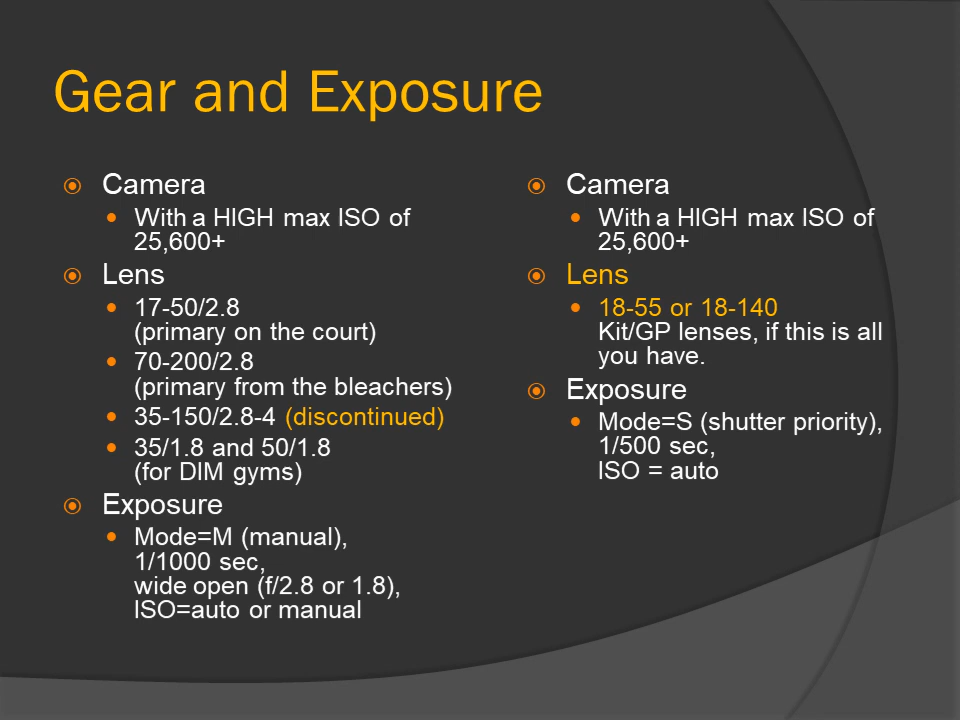 Gear and Exposure
Camera
With a HIGH max ISO of
25,600+
Lens
17-50/2.8
(primary on the court)
70-200/2.8
(primary from the bleachers)
35-150/2.8-4 (discontinued)
35/1.8 and 50/1.8
(for DIM gyms)
Exposure
Mode=M (manual),
1/1000 sec,
wide open (f/2.8 or 1.8),
ISO=auto or manual
Camera
With a HIGH max ISO of
25,600+
Lens
18-55 or 18-140
Kit/GP lenses, if this is all
you have.
Exposure
Mode=S (shutter priority),
1/500 sec,
ISO = auto